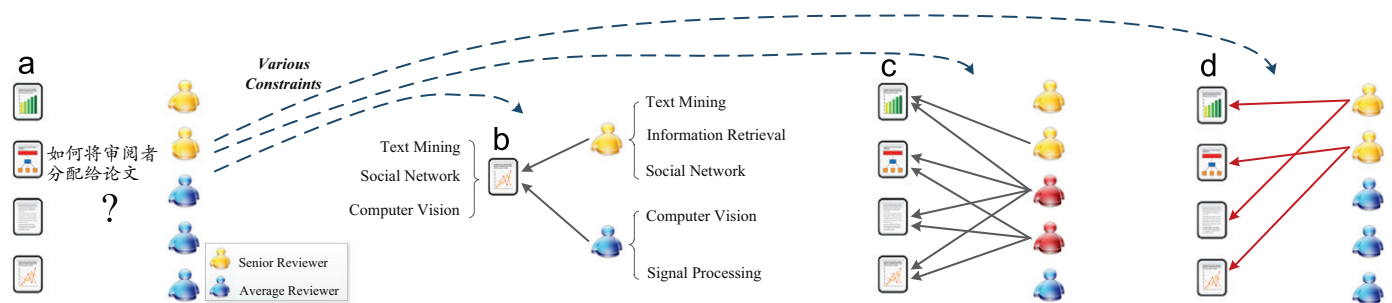 a
如何将审阅者
分配给论文
?
Various
Constraints
Senior Reviewer
Average Reviewer
b
Text Mining
Social Network
Computer Vision
Text Mining
Information Retrieval
Social Network
Computer Vision
Signal Processing
c
d